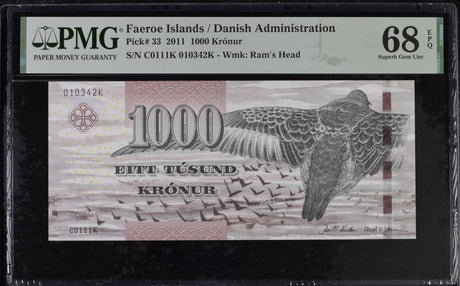 PMG
PAPER MONEY GUARANTY
Faeroe Islands / Danish Administration
Pick# 33 2011 1000 Krónur
S/N C0111K 010342K - Wmk: Ram's Head
68 EPQ
Superb Gem Unc
010342K
1000
EITT TÚSUND
KRÓNUR
C0111K